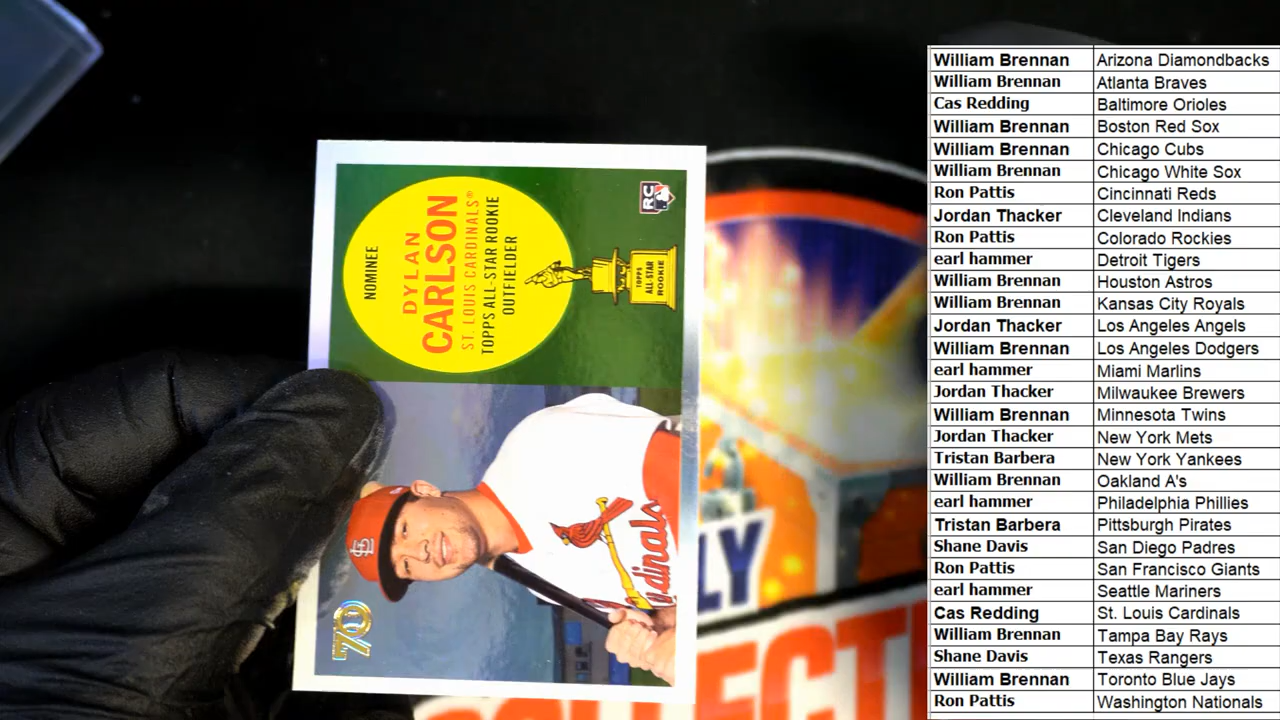 NOMINEE
DYLAN
CARLSON
ST. LOUIS CARDINALS®
TOPPS ALL-STAR ROOKIE
OUTFIELDER
RC
TOPPS
ALL-STAR
ROOKIE
StL
Cardinals
70
LY
COLLECT
William Brennan Arizona Diamondbacks
William Brennan Atlanta Braves
Cas Redding Baltimore Orioles
William Brennan Boston Red Sox
William Brennan Chicago Cubs
William Brennan Chicago White Sox
Ron Pattis Cincinnati Reds
Jordan Thacker Cleveland Indians
Ron Pattis Colorado Rockies
earl hammer Detroit Tigers
William Brennan Houston Astros
William Brennan Kansas City Royals
Jordan Thacker Los Angeles Angels
William Brennan Los Angeles Dodgers
earl hammer Miami Marlins
Jordan Thacker Milwaukee Brewers
William Brennan Minnesota Twins
Jordan Thacker New York Mets
Tristan Barbera New York Yankees
William Brennan Oakland A's
earl hammer Philadelphia Phillies
Tristan Barbera Pittsburgh Pirates
Shane Davis San Diego Padres
Ron Pattis San Francisco Giants
earl hammer Seattle Mariners
Cas Redding St. Louis Cardinals
William Brennan Tampa Bay Rays
Shane Davis Texas Rangers
William Brennan Toronto Blue Jays
Ron Pattis Washington Nationals